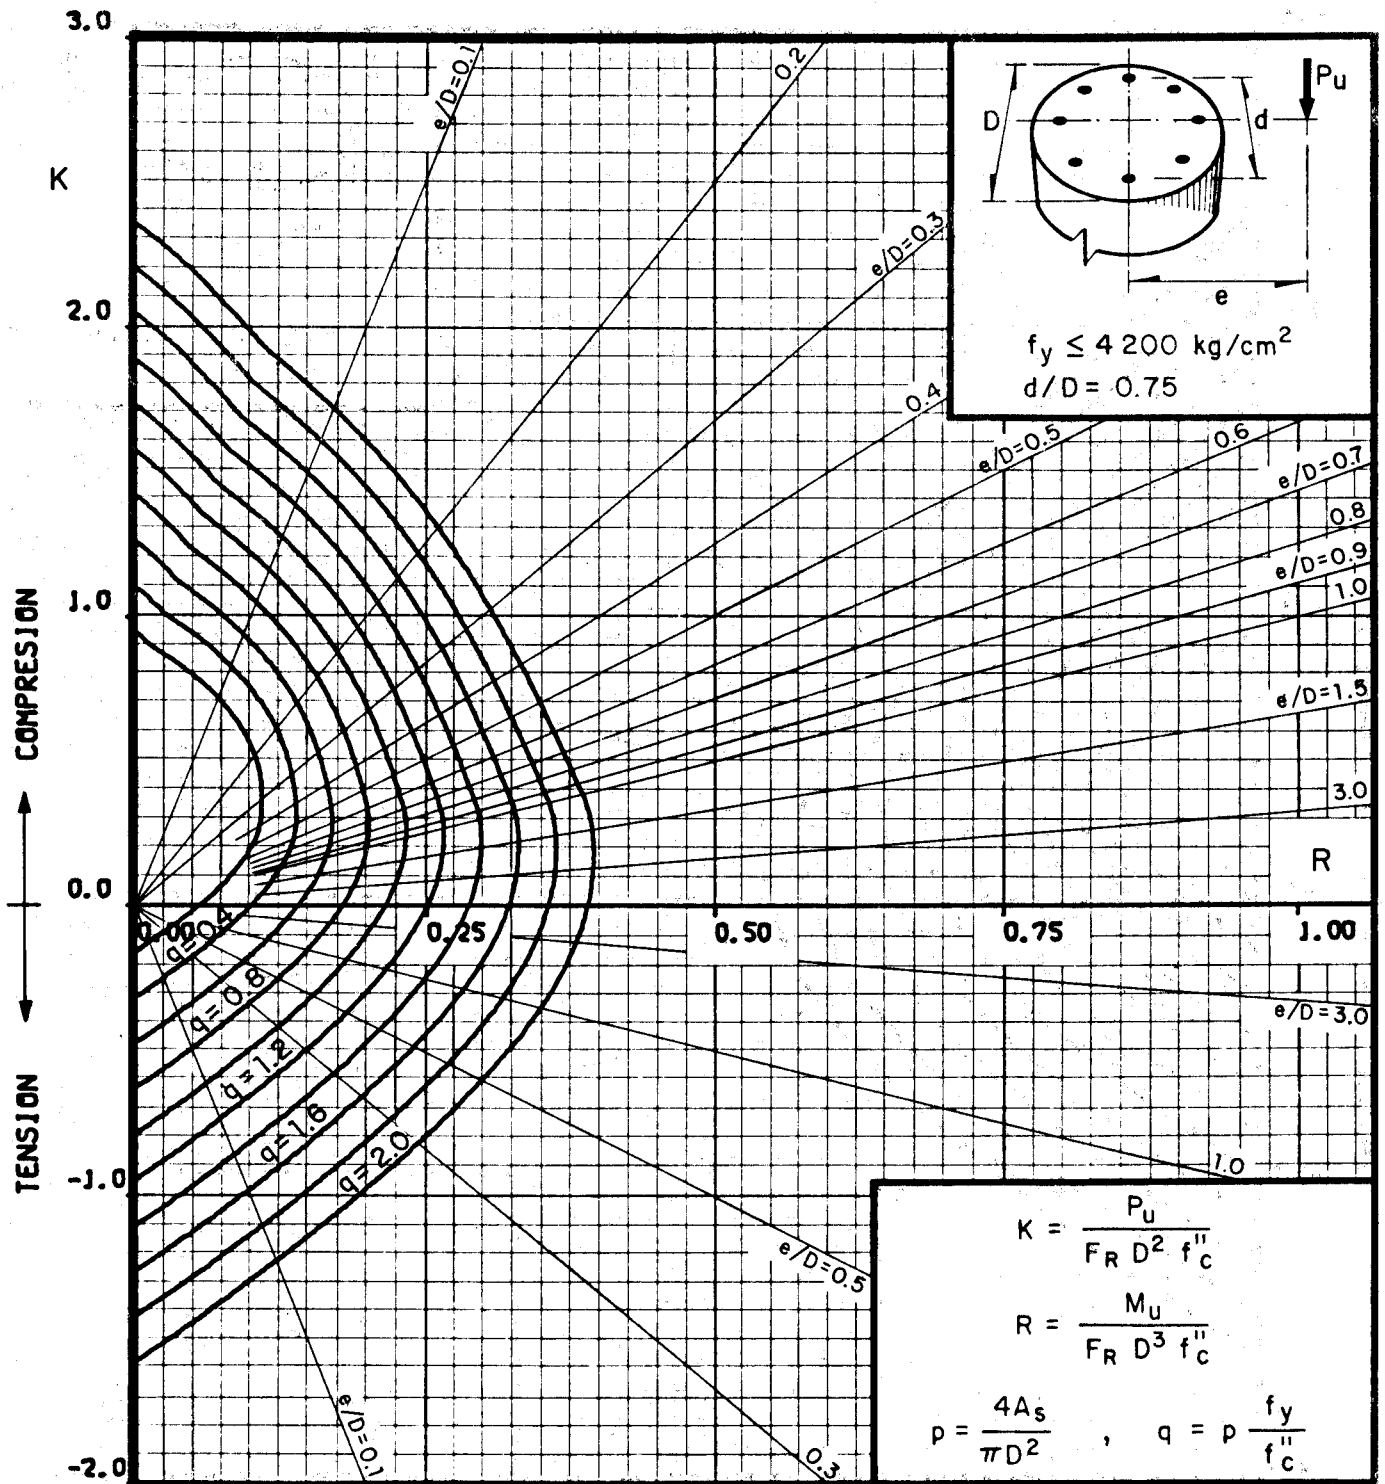 3.0
K
2.0
1.0
0.0
-1.0
-2.0
COMPRESION
TENSION
e/D=0.1
0.2
e/D=0.3
0.4
e/D=0.5
0.6
e/D=0.7
0.8
e/D=0.9
1.0
e/D=1.5
3.0
R
D
d
Pu
e
fy ≤ 4 200 kg/cm²
d/D = 0.75
0.00
0.25
0.50
0.75
1.00
q=0.4
q=0.8
q=1.2
q=1.6
q=2.0
e/D=3.0
1.0
e/D=0.5
0.3
e/D=0.1
K = Pu / FR D² f"c
R = Mu / FR D³ f"c
p = 4As / πD² , q = p fy / f"c